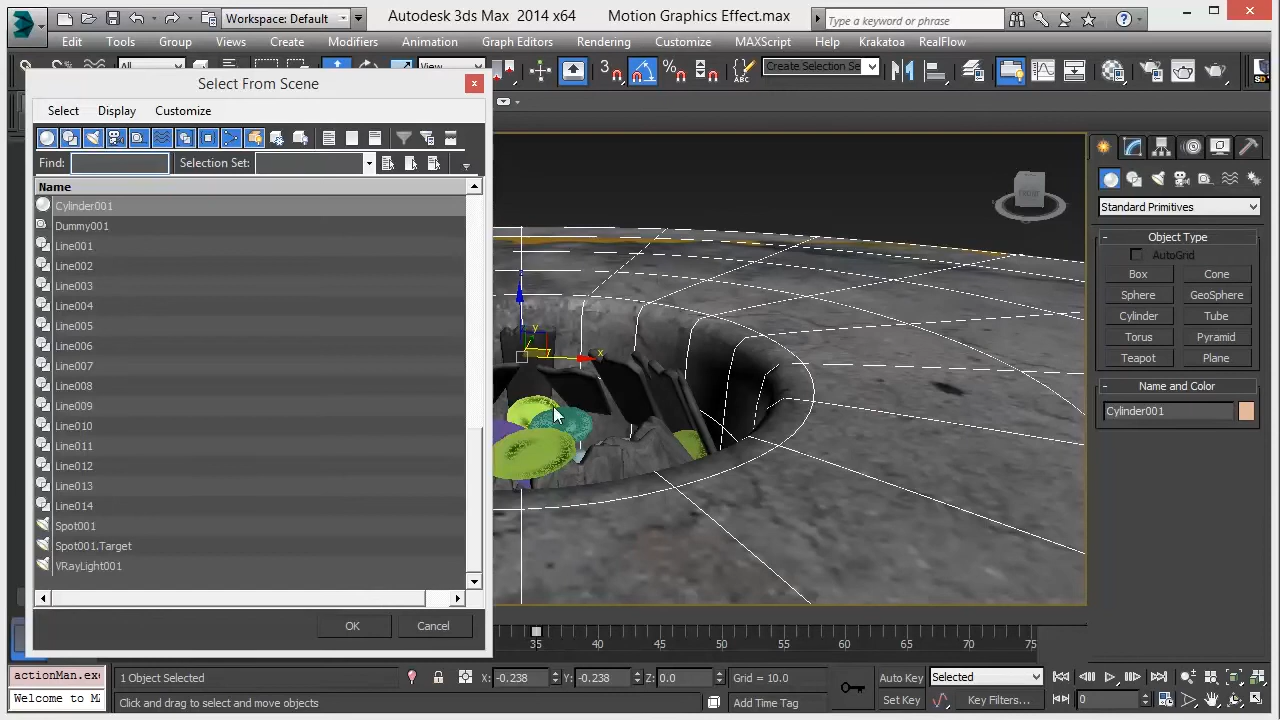 Workspace: Default
Autodesk 3ds Max  2014 x64
Motion Graphics Effect.max
Type a keyword or phrase
Edit Tools Group Views Create Modifiers Animation Graph Editors Rendering Customize MAXScript Help Krakatoa RealFlow
All
View
3
Create Selection Se
Select From Scene
Select Display Customize
Find:
Selection Set:
Name
Cylinder001
Dummy001
Line001
Line002
Line003
Line004
Line005
Line006
Line007
Line008
Line009
Line010
Line011
Line012
Line013
Line014
Spot001
Spot001.Target
VRayLight001
OK
Cancel
y
x
FRONT
Standard Primitives
Object Type
AutoGrid
Box
Cone
Sphere
GeoSphere
Cylinder
Tube
Torus
Pyramid
Teapot
Plane
Name and Color
Cylinder001
35 40 45 50 55 60 65 70 75
actionMan.exe
Welcome to MA
1 Object Selected
X: -0.238
Y: -0.238
Z: 0.0
Grid = 10.0
Auto Key
Selected
Click and drag to select and move objects
Add Time Tag
Set Key
Key Filters...
0